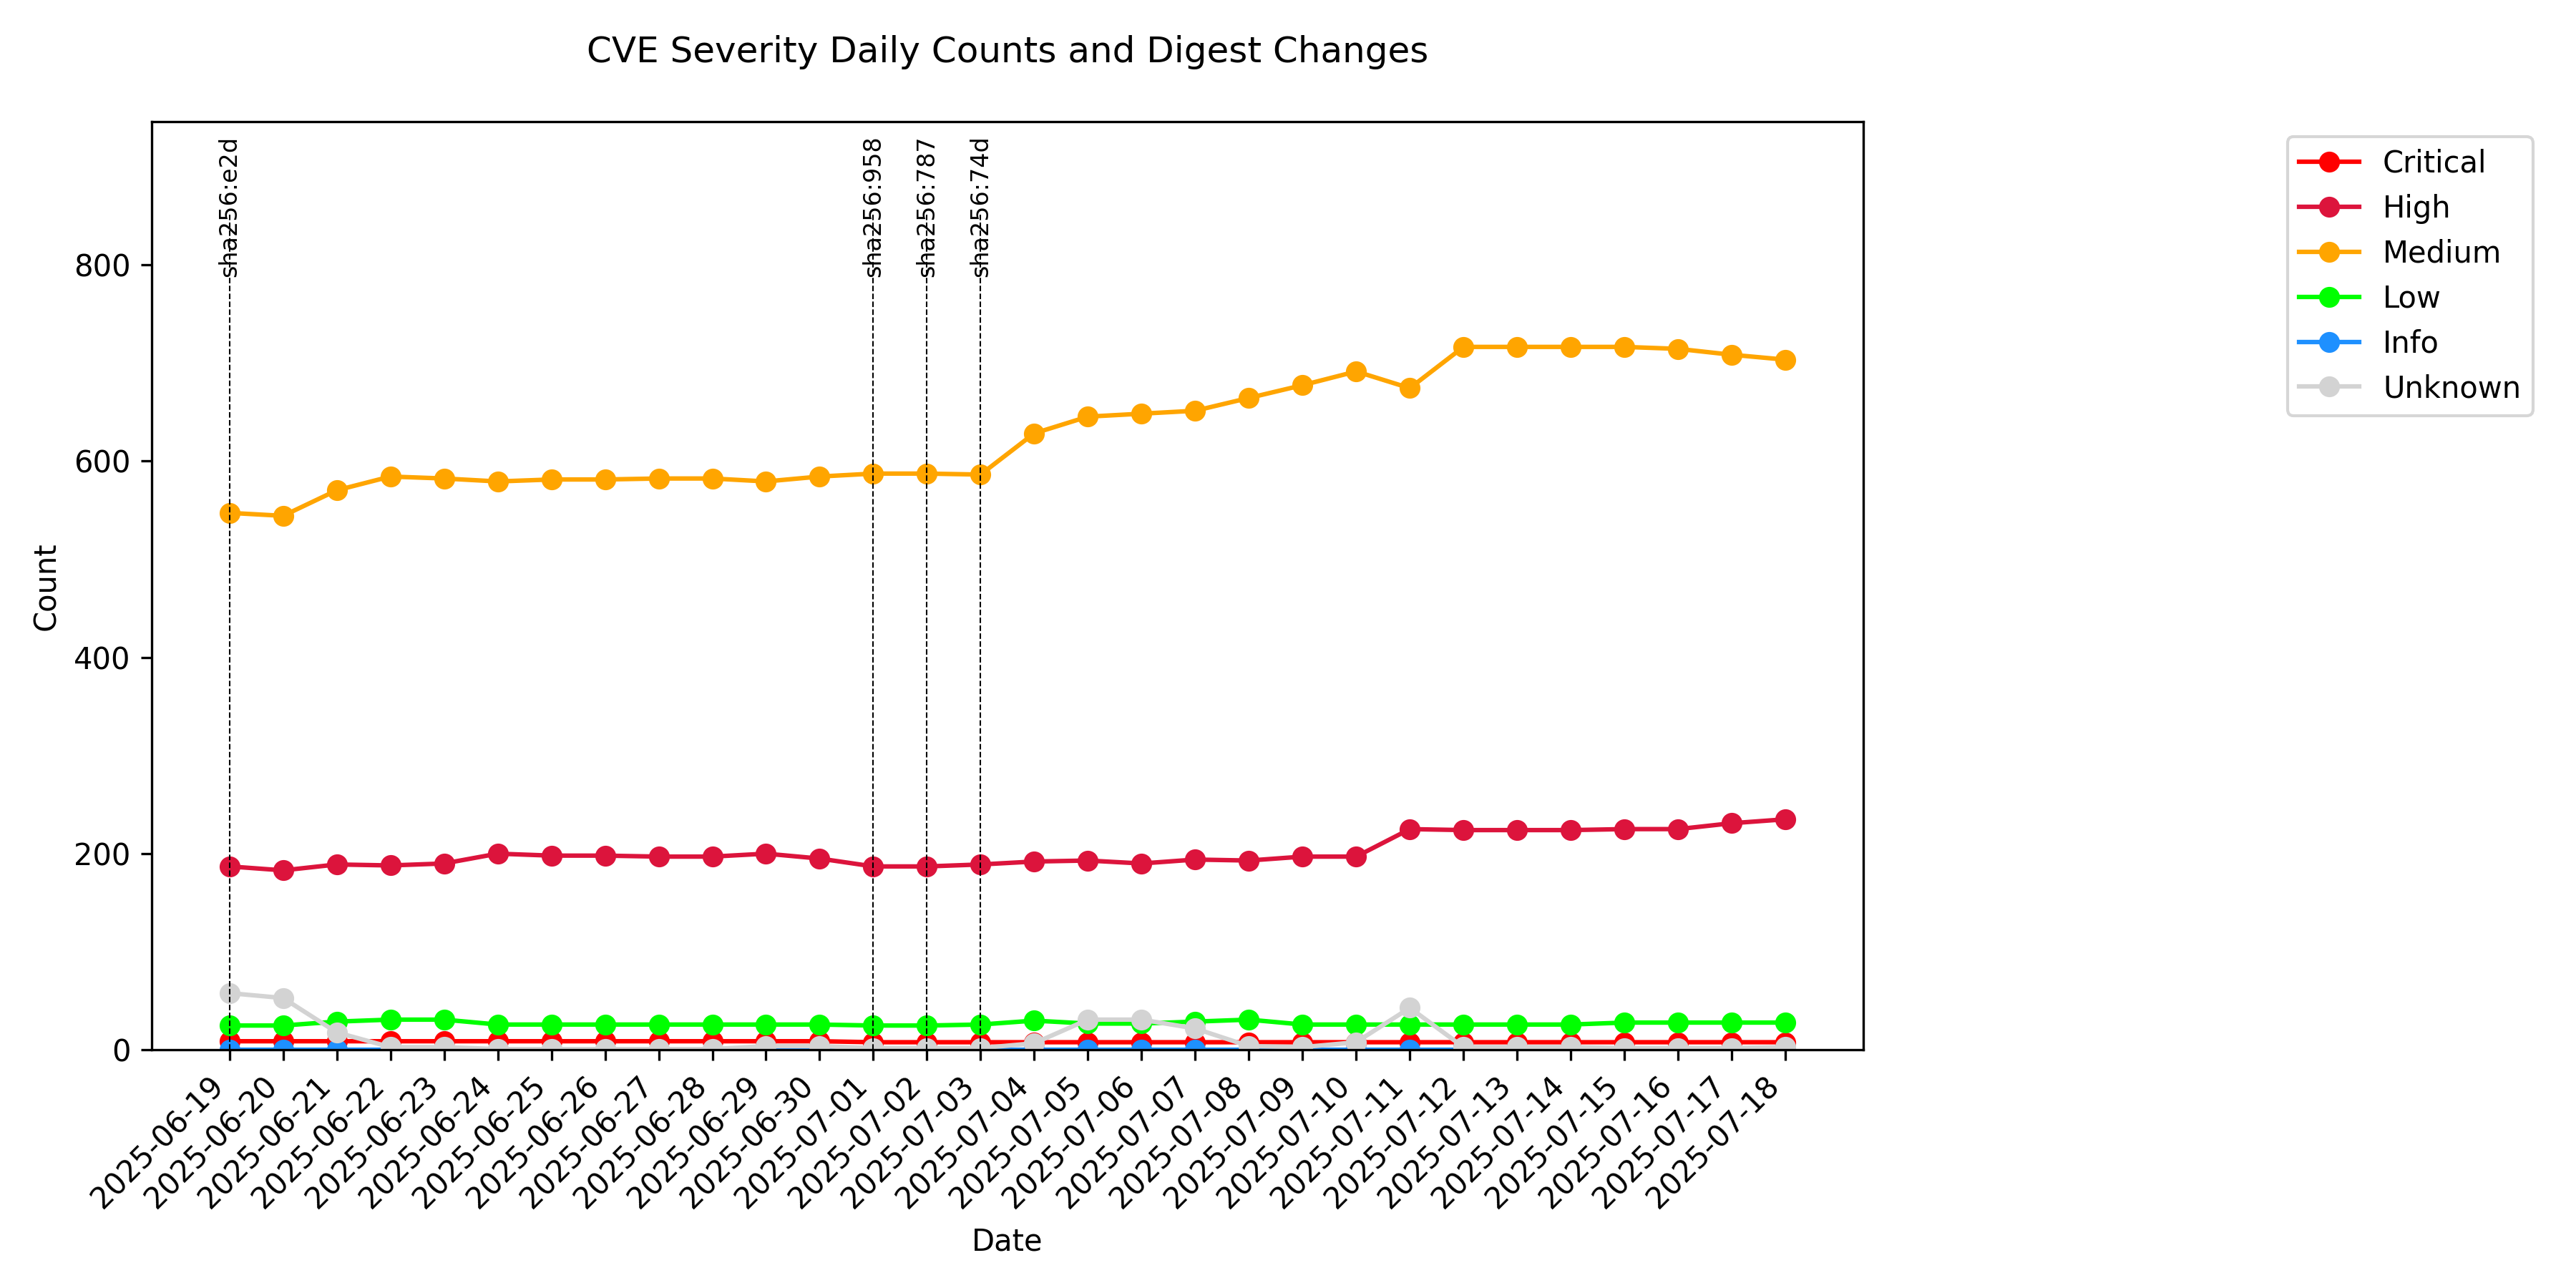 CVE Severity Daily Counts and Digest Changes
sha256:e2d
sha256:958
sha256:787
sha256:74d
Critical
High
Medium
Low
Info
Unknown
800
600
400
200
0
Count
2025-06-19
2025-06-20
2025-06-21
2025-06-22
2025-06-23
2025-06-24
2025-06-25
2025-06-26
2025-06-27
2025-06-28
2025-06-29
2025-06-30
2025-07-01
2025-07-02
2025-07-03
2025-07-04
2025-07-05
2025-07-06
2025-07-07
2025-07-08
2025-07-09
2025-07-10
2025-07-11
2025-07-12
2025-07-13
2025-07-14
2025-07-15
2025-07-16
2025-07-17
2025-07-18
Date